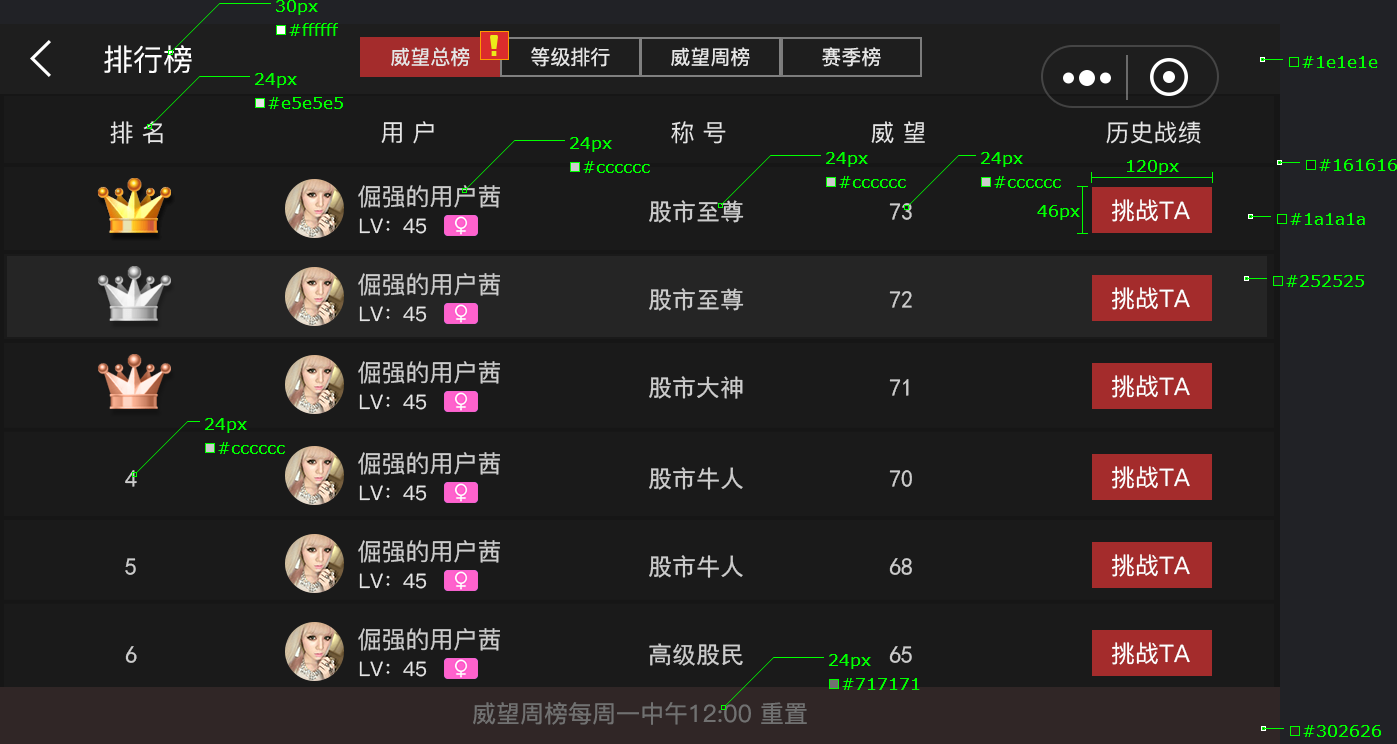 30px
#ffffff
排行榜
威望总榜
!
等级排行
威望周榜
赛季榜
#1e1e1e
24px
#e5e5e5
排 名
用 户
称 号
威 望
历史战绩
24px
#cccccc
24px
#cccccc
24px
#cccccc
120px
#161616
倔强的用户茜
LV: 45
股市至尊
73
46px
挑战TA
#1a1a1a
倔强的用户茜
LV: 45
股市至尊
72
挑战TA
#252525
倔强的用户茜
LV: 45
股市大神
71
挑战TA
24px
#cccccc
4
倔强的用户茜
LV: 45
股市牛人
70
挑战TA
5
倔强的用户茜
LV: 45
股市牛人
68
挑战TA
6
倔强的用户茜
LV: 45
高级股民
65
挑战TA
24px
#717171
威望周榜每周一中午12:00 重置
#302626